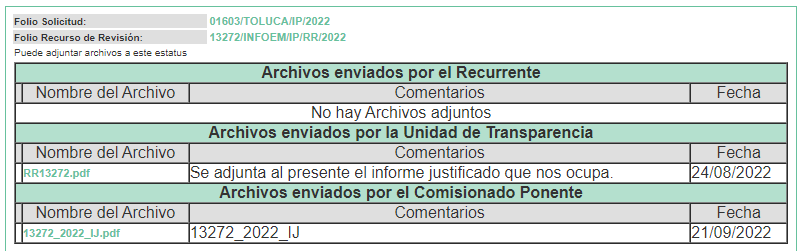 Folio Solicitud: 01603/TOLUCA/IP/2022
Folio Recurso de Revisión: 13272/INFOEM/IP/RR/2022
Puede adjuntar archivos a este estatus
Archivos enviados por el Recurrente
Nombre del Archivo Comentarios Fecha
No hay Archivos adjuntos
Archivos enviados por la Unidad de Transparencia
Nombre del Archivo Comentarios Fecha
RR13272.pdf Se adjunta al presente el informe justificado que nos ocupa. 24/08/2022
Archivos enviados por el Comisionado Ponente
Nombre del Archivo Comentarios Fecha
13272_2022_IJ.pdf 13272_2022_IJ 21/09/2022